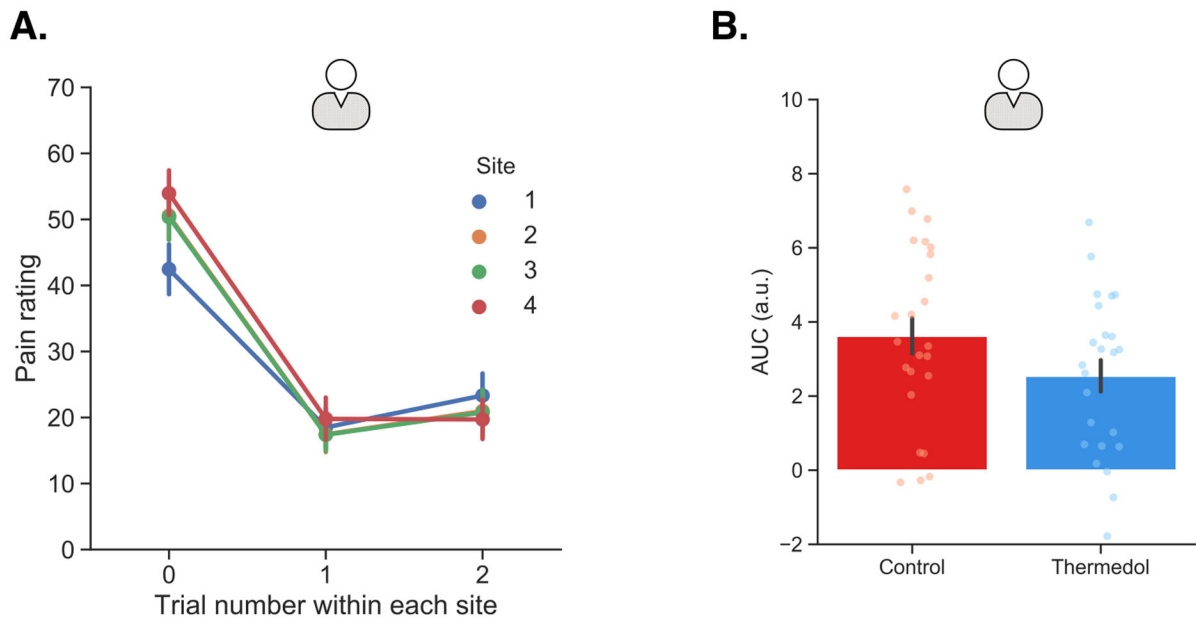 A.
Pain rating
70
60
50
40
30
20
10
0
0 1 2
Trial number within each site
Site
1
2
3
4
B.
AUC (a.u.)
10
8
6
4
2
0
−2
Control Thermedol